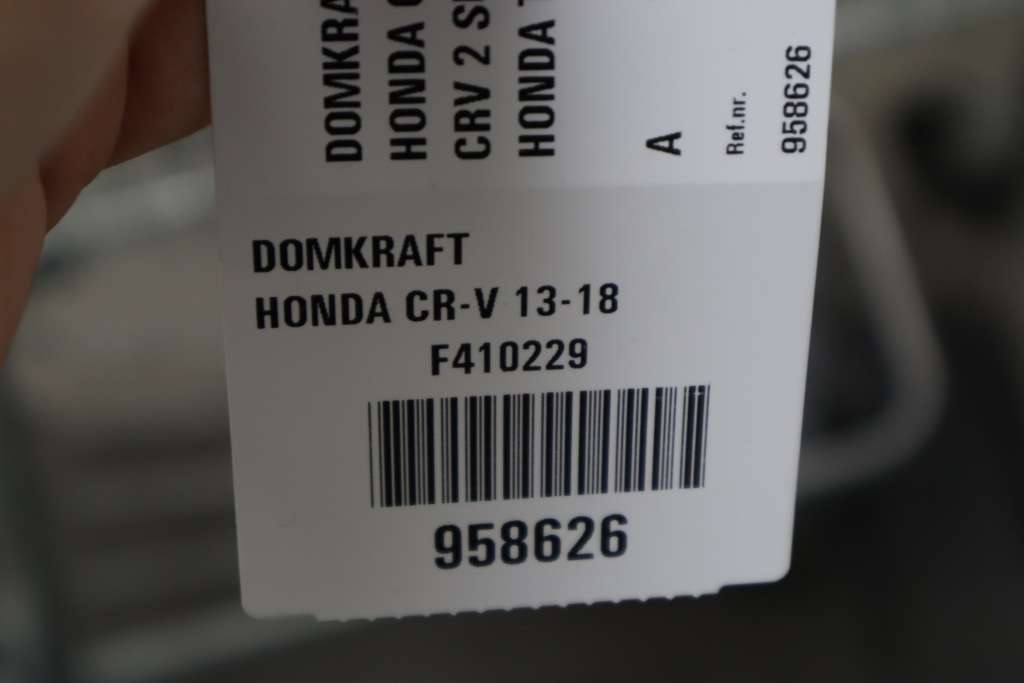 DOMKRA
HONDA
CRV 2
HONDA
A
Ref.nr.
958626
DOMKRAFT
HONDA CR-V 13-18
F410229
958626